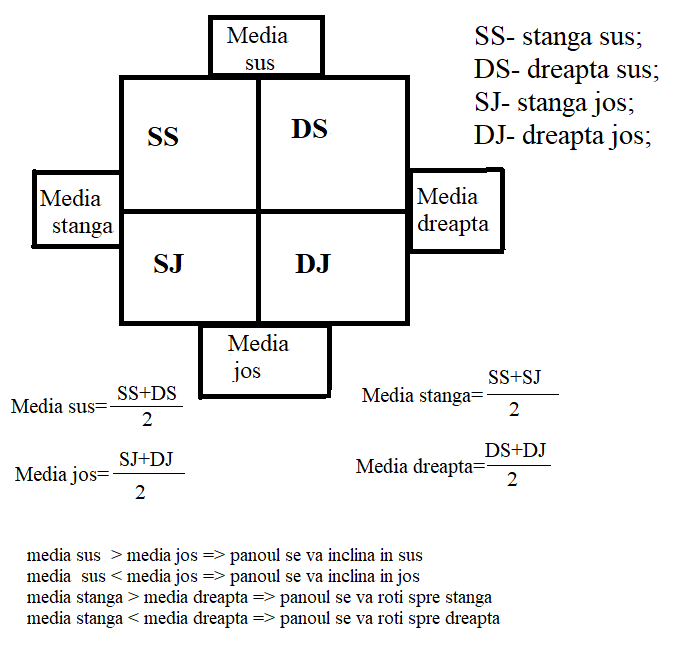 Media
sus
SS- stanga sus;
DS- dreapta sus;
SJ- stanga jos;
DJ- dreapta jos;
SS
DS
Media
stanga
Media
dreapta
SJ
DJ
Media
jos
Media sus=
SS+DS
2
Media stanga=
SS+SJ
2
Media jos=
SJ+DJ
2
Media dreapta=
DS+DJ
2
media sus > media jos => panoul se va inclina in sus
media sus < media jos => panoul se va inclina in jos
media stanga > media dreapta => panoul se va roti spre stanga
media stanga < media dreapta => panoul se va roti spre dreapta